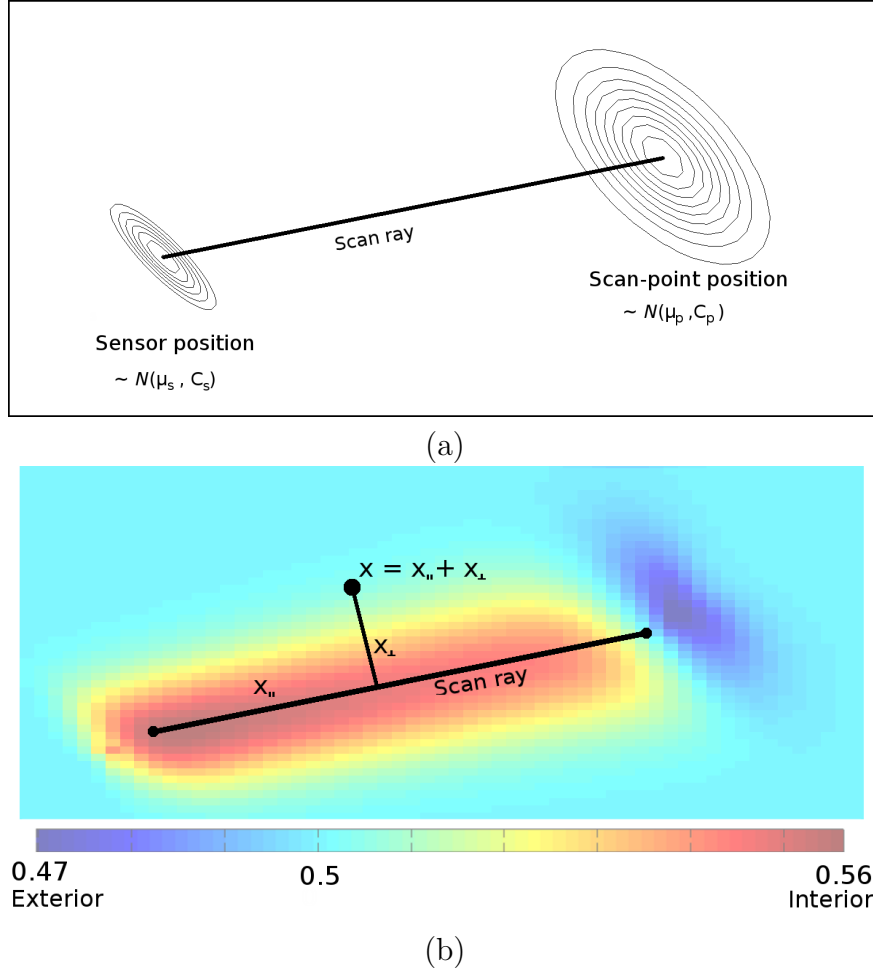 Scan ray
Scan-point position
~ N(μp ,Cp )
Sensor position
~ N(μs , Cs)
(a)
x = x" + x⊥
x⊥
x"
Scan ray
0.47
0.5
0.56
Exterior
Interior
(b)